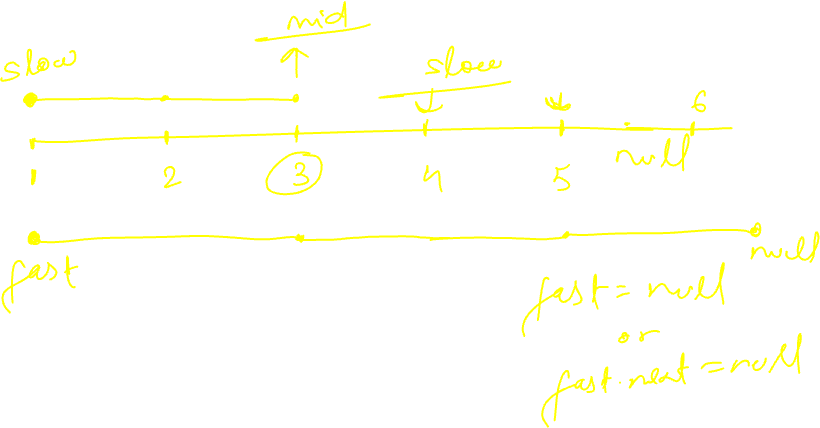 mid
slow
slow
6
null
1 2 3 4 5
null
fast
fast = null
or
fast.next = null